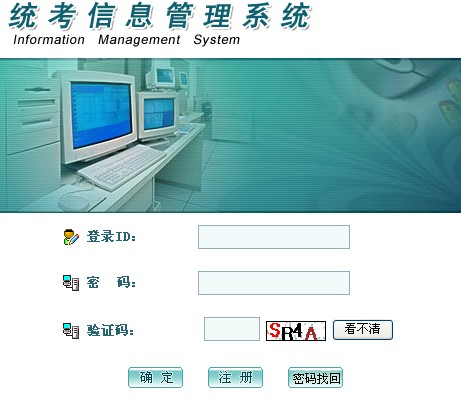 统考信息管理系统
Information Management System
登录ID:
密 码:
验证码: SR4A 看不清
确 定 注 册 密码找回